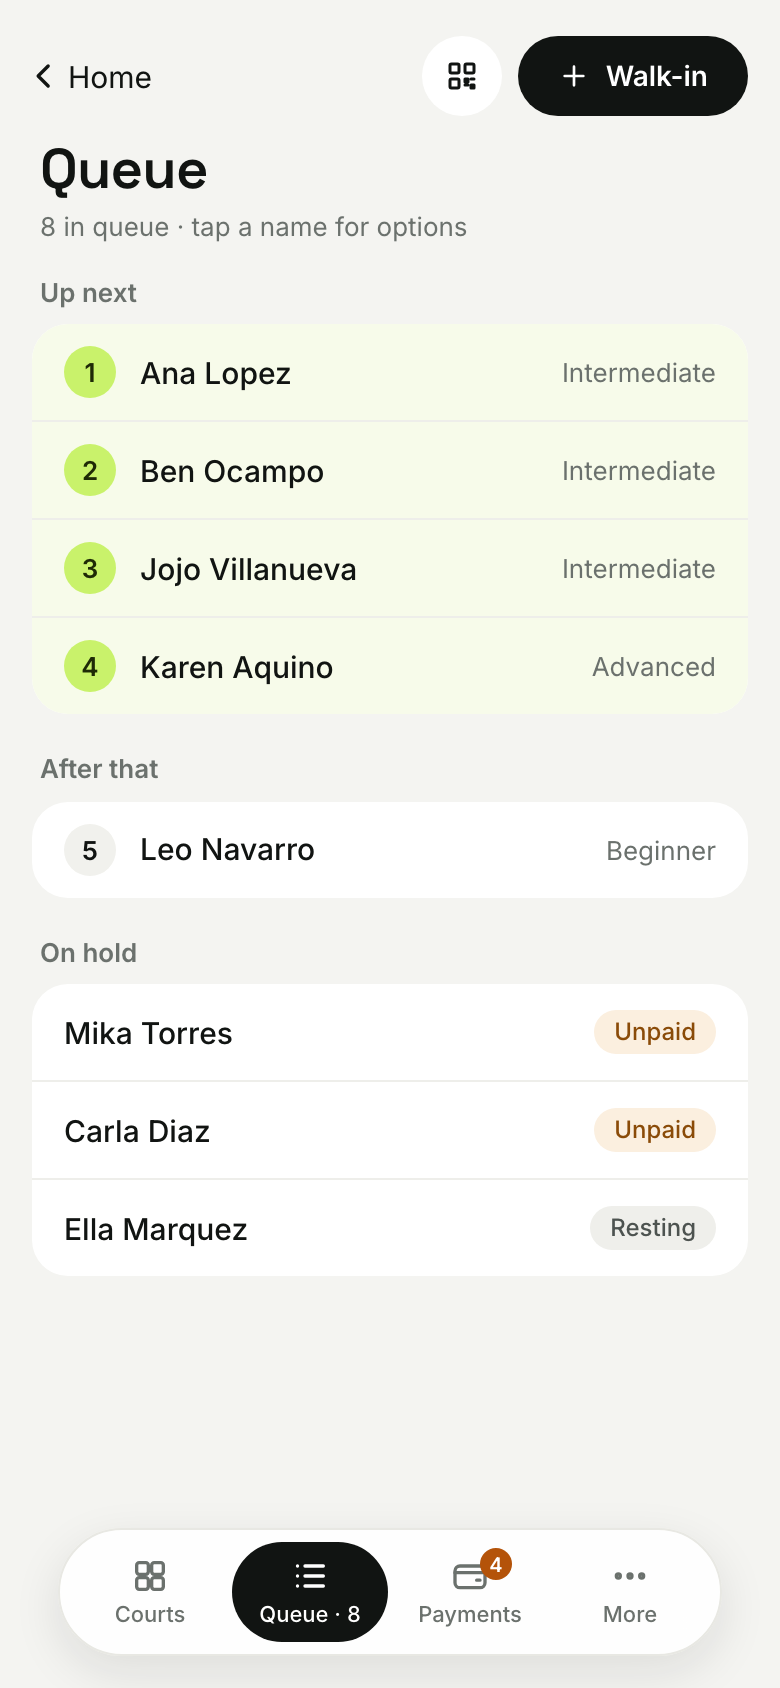 Home
Walk-in
Queue
8 in queue · tap a name for options
Up next
1 Ana Lopez Intermediate
2 Ben Ocampo Intermediate
3 Jojo Villanueva Intermediate
4 Karen Aquino Advanced
After that
5 Leo Navarro Beginner
On hold
Mika Torres Unpaid
Carla Diaz Unpaid
Ella Marquez Resting
4
Courts Queue · 8 Payments More